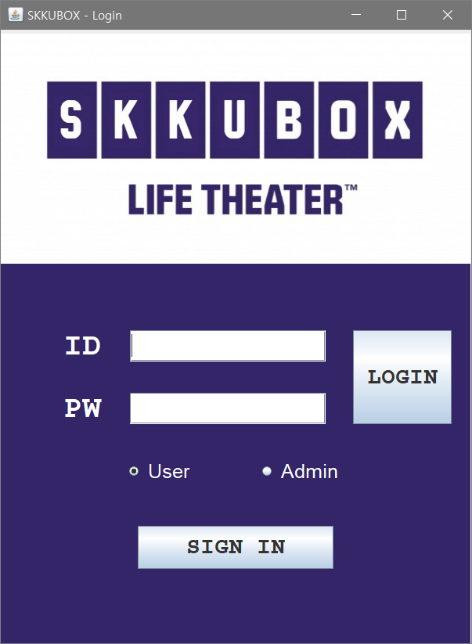 SKKUBOX - Login
SKKUBOX
LIFE THEATER™
ID
LOGIN
PW
User Admin
SIGN IN